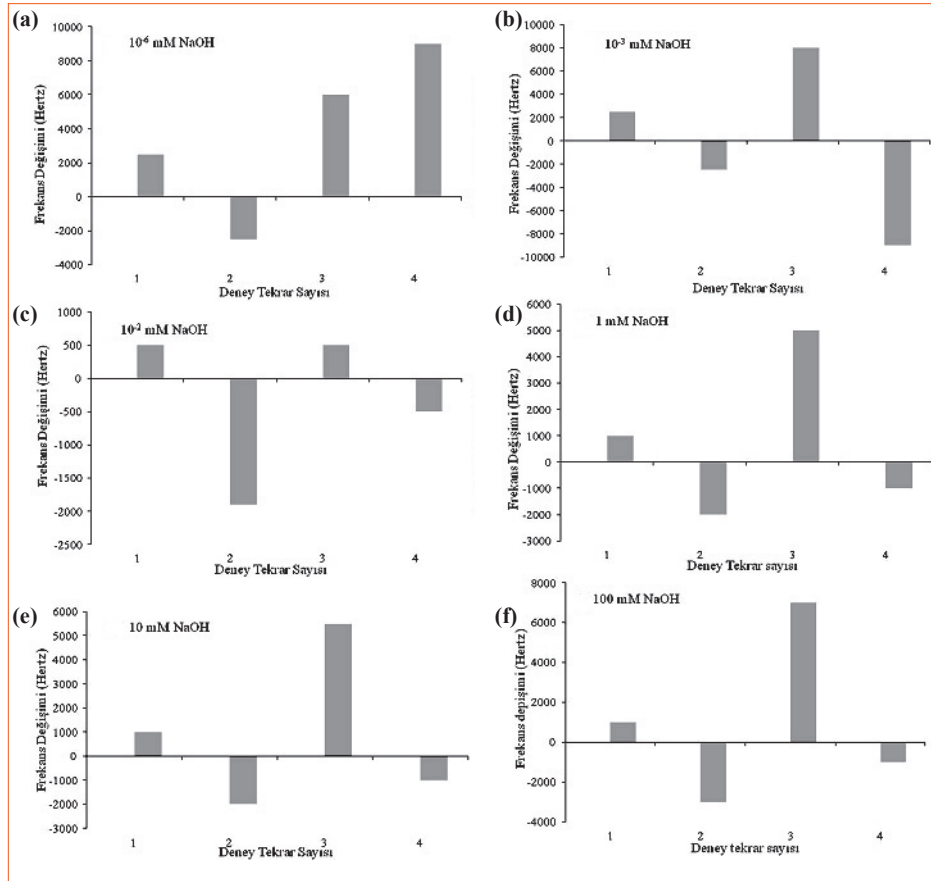 (a)
10⁻⁶ mM NaOH
Frekans Değişimi (Hertz)
10000
8000
6000
4000
2000
0
-2000
-4000
1 2 3 4
Deney Tekrar Sayısı
(b)
10⁻³ mM NaOH
Frekans Değişimi (Hertz)
10000
8000
6000
4000
2000
0
-2000
-4000
-6000
-8000
-10000
1 2 3 4
Deney Tekrar Sayısı
(c)
10⁻² mM NaOH
Frekans Değişimi (Hertz)
1000
500
0
-500
-1000
-1500
-2000
-2500
1 2 3 4
Deney Tekrar Sayısı
(d)
1 mM NaOH
Frekans Değişimi (Hertz)
6000
5000
4000
3000
2000
1000
0
-1000
-2000
-3000
1 2 3 4
Deney Tekrar sayısı
(e)
10 mM NaOH
Frekans Değişimi (Hertz)
6000
5000
4000
3000
2000
1000
0
-1000
-2000
-3000
1 2 3 4
Deney Tekrar Sayısı
(f)
100 mM NaOH
Frekans depişimi (Hertz)
8000
6000
4000
2000
0
-2000
-4000
1 2 3 4
Deney tekrar sayısı